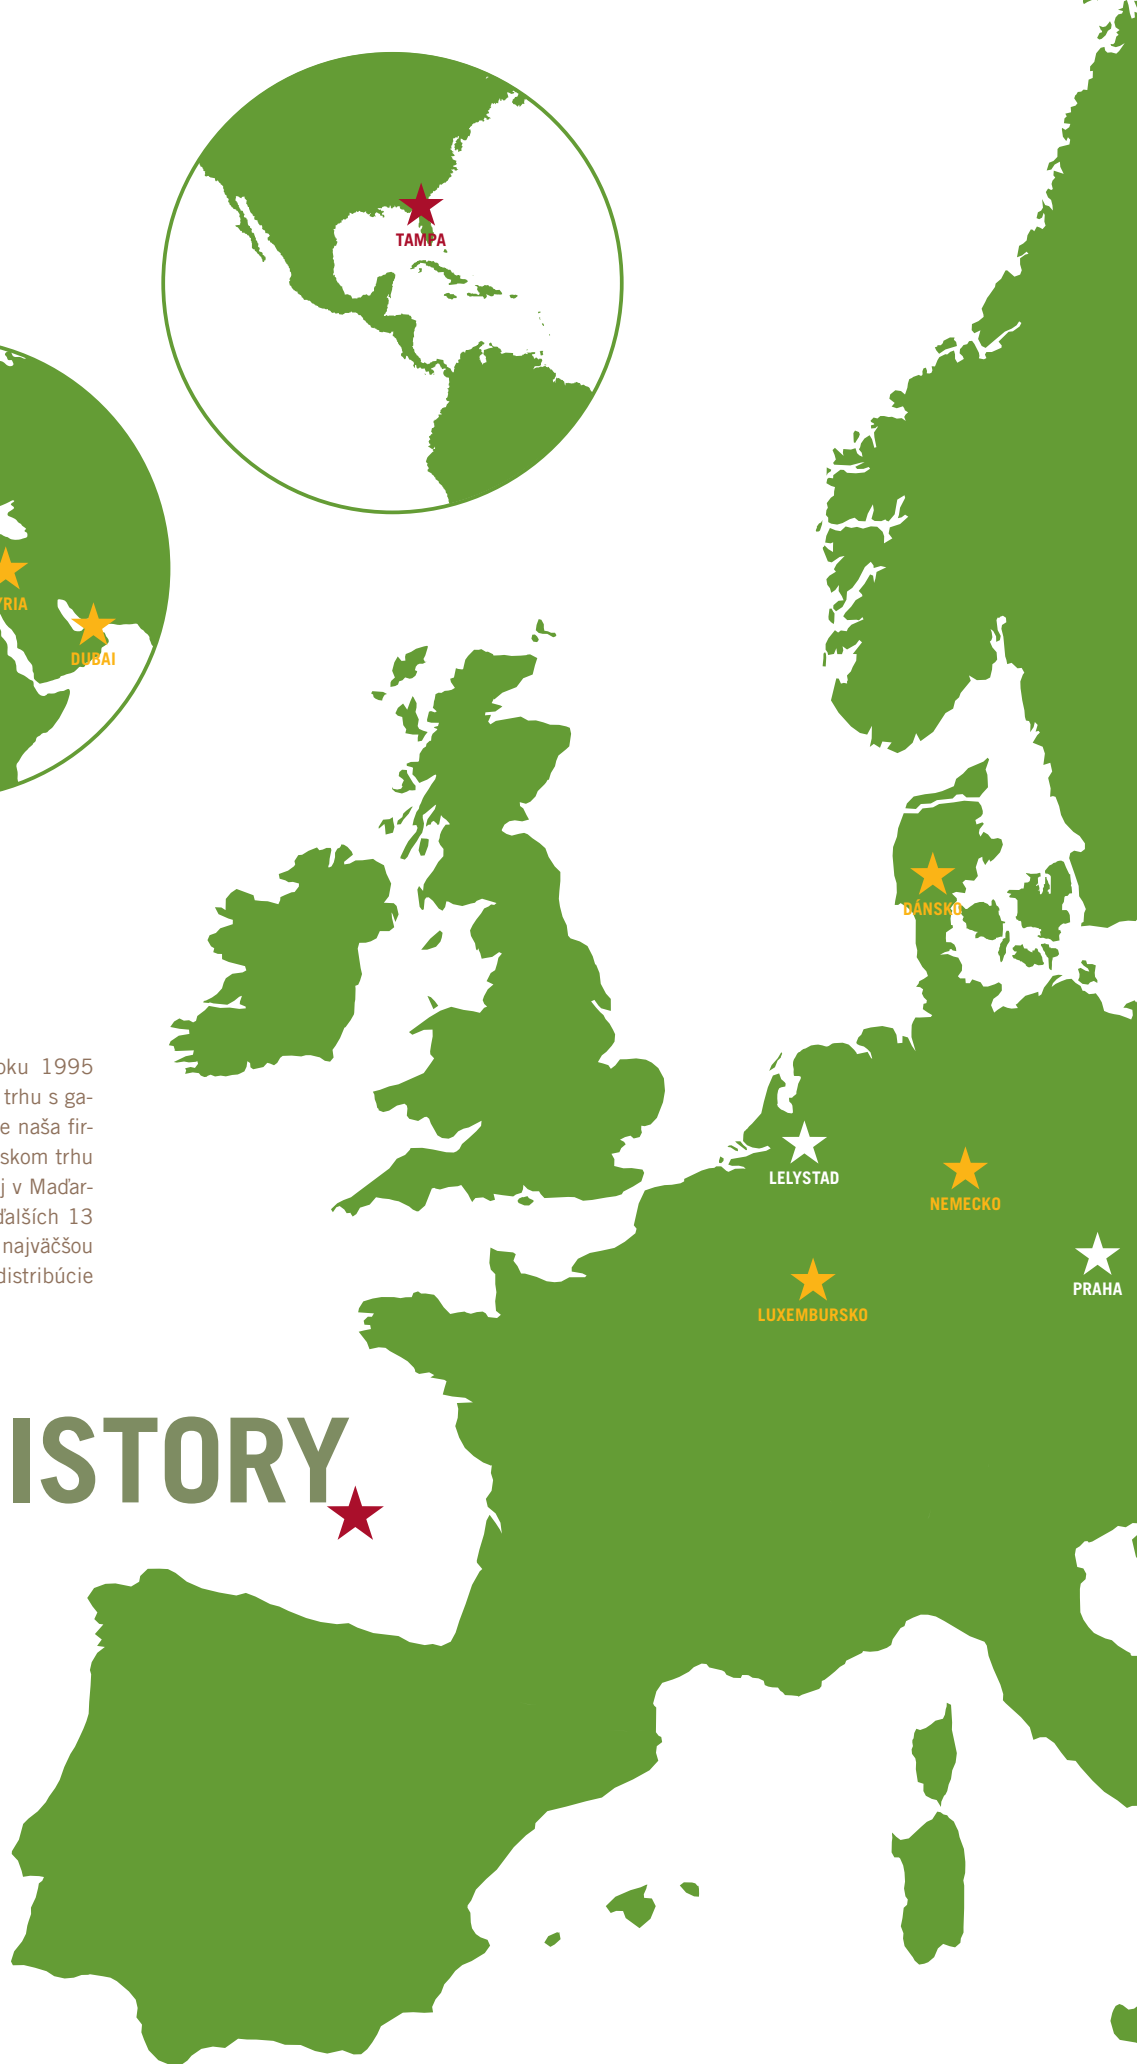 TAMPA
YRIA
DUBAI
DÁNSKO
oku 1995
trhu s ga-
e naša fir-
skom trhu
j v Maďar-
ďalších 13
najväčšou
distribúcie
LELYSTAD
NEMECKO
PRAHA
LUXEMBURSKO
ISTORY